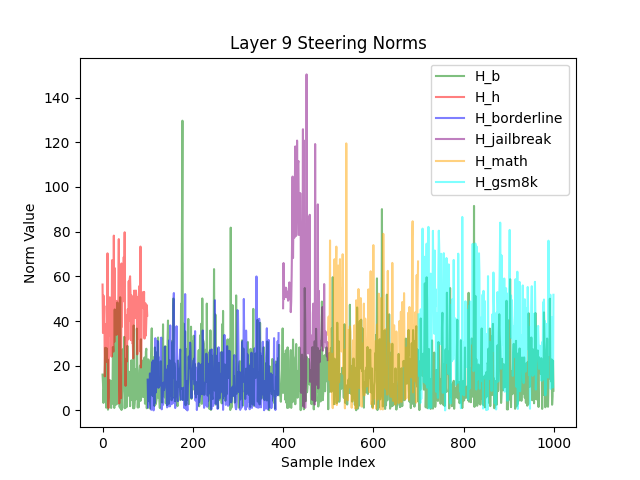 Layer 9 Steering Norms
H_b
H_h
H_borderline
H_jailbreak
H_math
H_gsm8k
Norm Value
140
120
100
80
60
40
20
0
0
200
400
600
800
1000
Sample Index